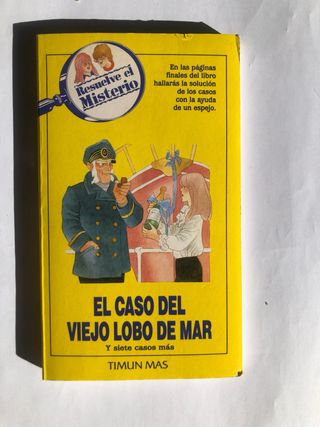 Resuelve el
Misterio
En las páginas
finales del libro
hallarás la solución
de los casos
con la ayuda
de un espejo.
EL CASO DEL
VIEJO LOBO DE MAR
Y siete casos más
TIMUN MAS